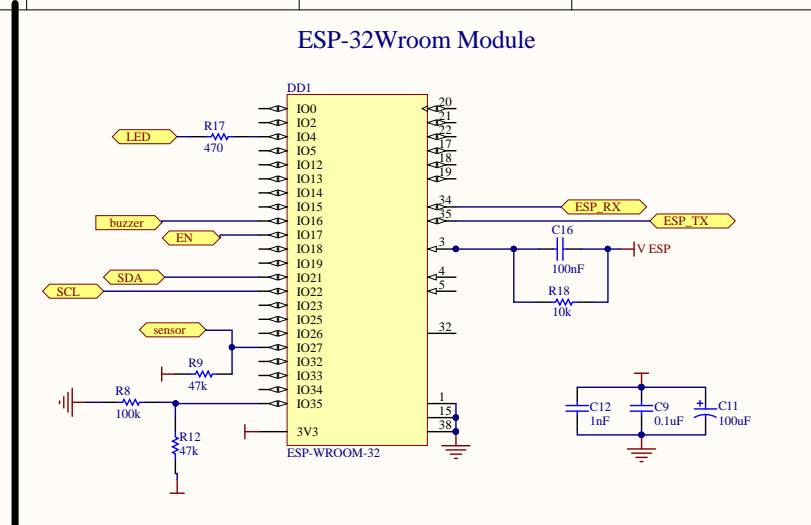 ESP-32Wroom Module
DD1
IO0
IO2
IO4
IO5
IO12
IO13
IO14
IO15
IO16
IO17
IO18
IO19
IO21
IO22
IO23
IO25
IO26
IO27
IO32
IO33
IO34
IO35
3V3
ESP-WROOM-32
20
21
22
17
18
19
34
35
3
4
5
32
1
15
38
LED
R17
470
buzzer
EN
SDA
SCL
sensor
R9
47k
R8
100k
R12
47k
ESP_RX
ESP_TX
C16
100nF
V ESP
R18
10k
C12
1nF
C9
0.1uF
C11
100uF
+